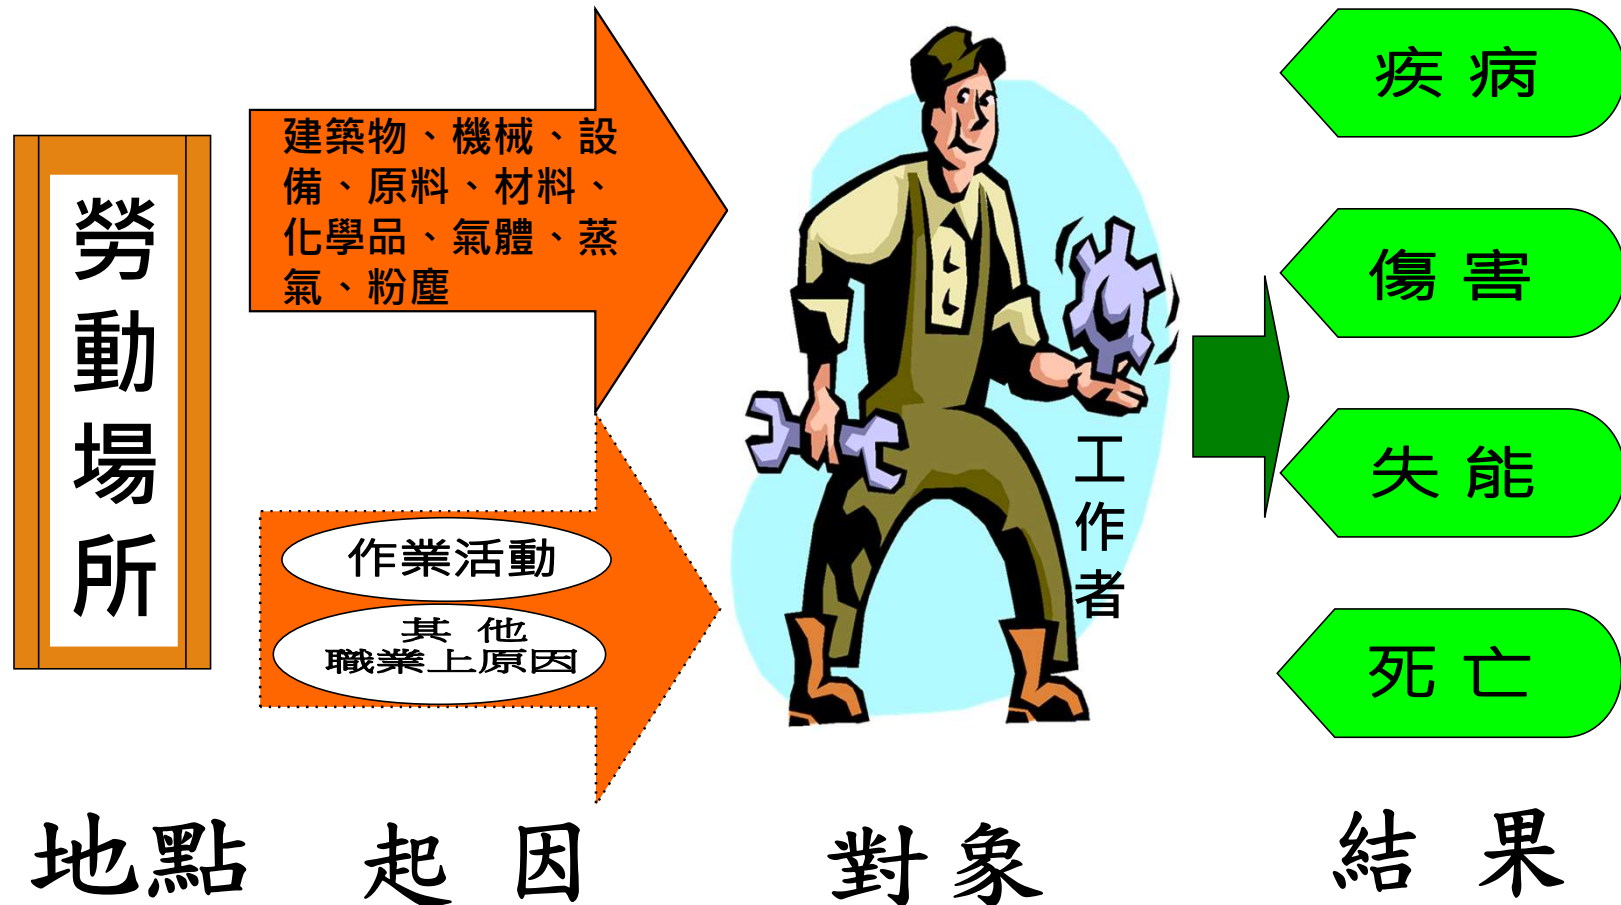 勞動場所
建築物、機械、設
備、原料、材料、
化學品、氣體、蒸
氣、粉塵
作業活動
其他
職業上原因
工作者
疾病
傷害
失能
死亡
地點
起因
對象
結果